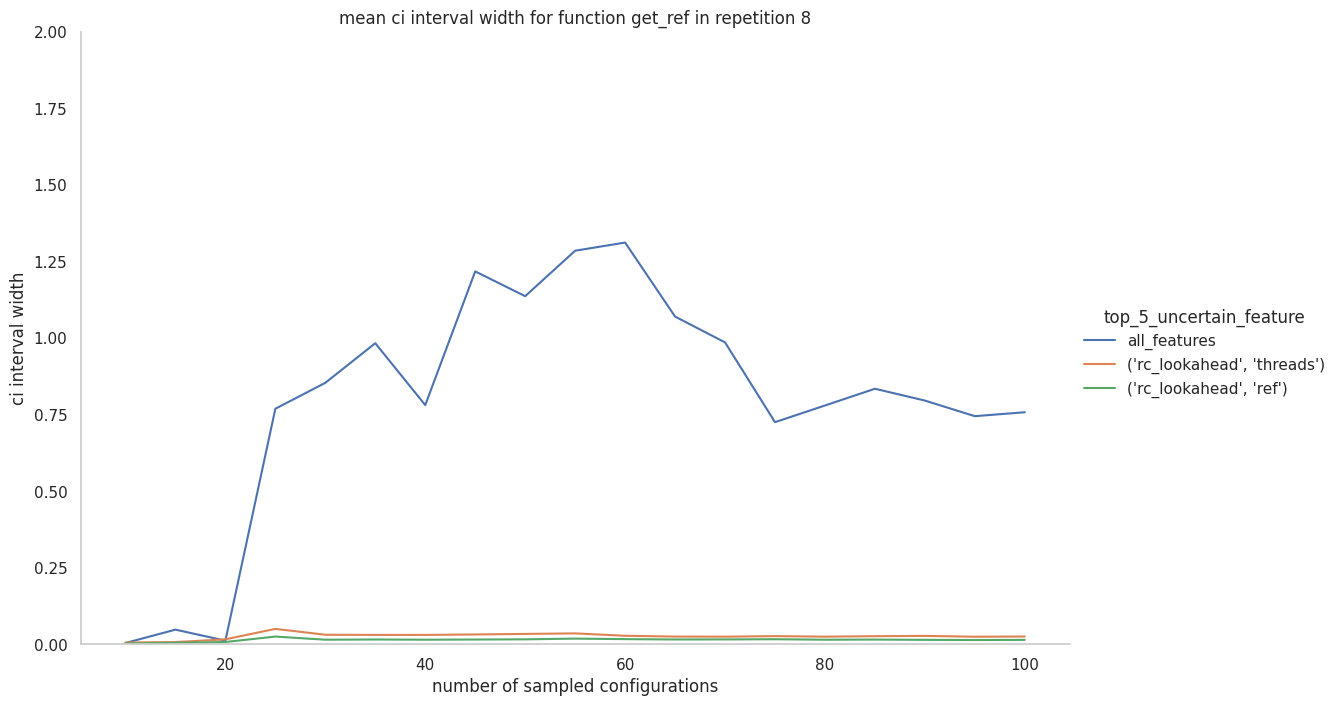 mean ci interval width for function get_ref in repetition 8
2.00
1.75
1.50
1.25
1.00
0.75
0.50
0.25
0.00
ci interval width
20
40
60
80
100
number of sampled configurations
top_5_uncertain_feature
all_features
('rc_lookahead', 'threads')
('rc_lookahead', 'ref')